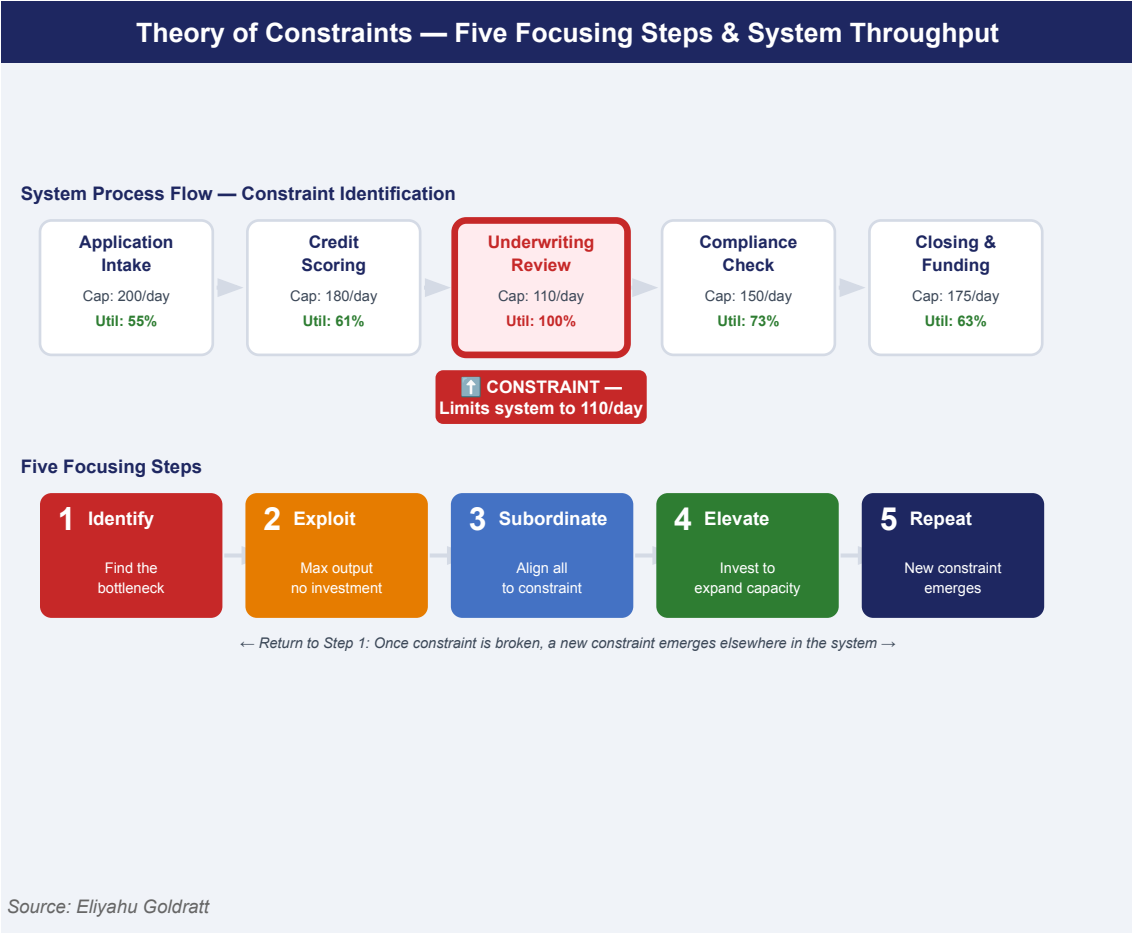 Theory of Constraints — Five Focusing Steps & System Throughput
System Process Flow — Constraint Identification
Application
Intake
Cap: 200/day
Util: 55%
Credit
Scoring
Cap: 180/day
Util: 61%
Underwriting
Review
Cap: 110/day
Util: 100%
Compliance
Check
Cap: 150/day
Util: 73%
Closing &
Funding
Cap: 175/day
Util: 63%
⬆️ CONSTRAINT —
Limits system to 110/day
Five Focusing Steps
1 Identify
Find the
bottleneck
2 Exploit
Max output
no investment
3 Subordinate
Align all
to constraint
4 Elevate
Invest to
expand capacity
5 Repeat
New constraint
emerges
← Return to Step 1: Once constraint is broken, a new constraint emerges elsewhere in the system →
Source: Eliyahu Goldratt